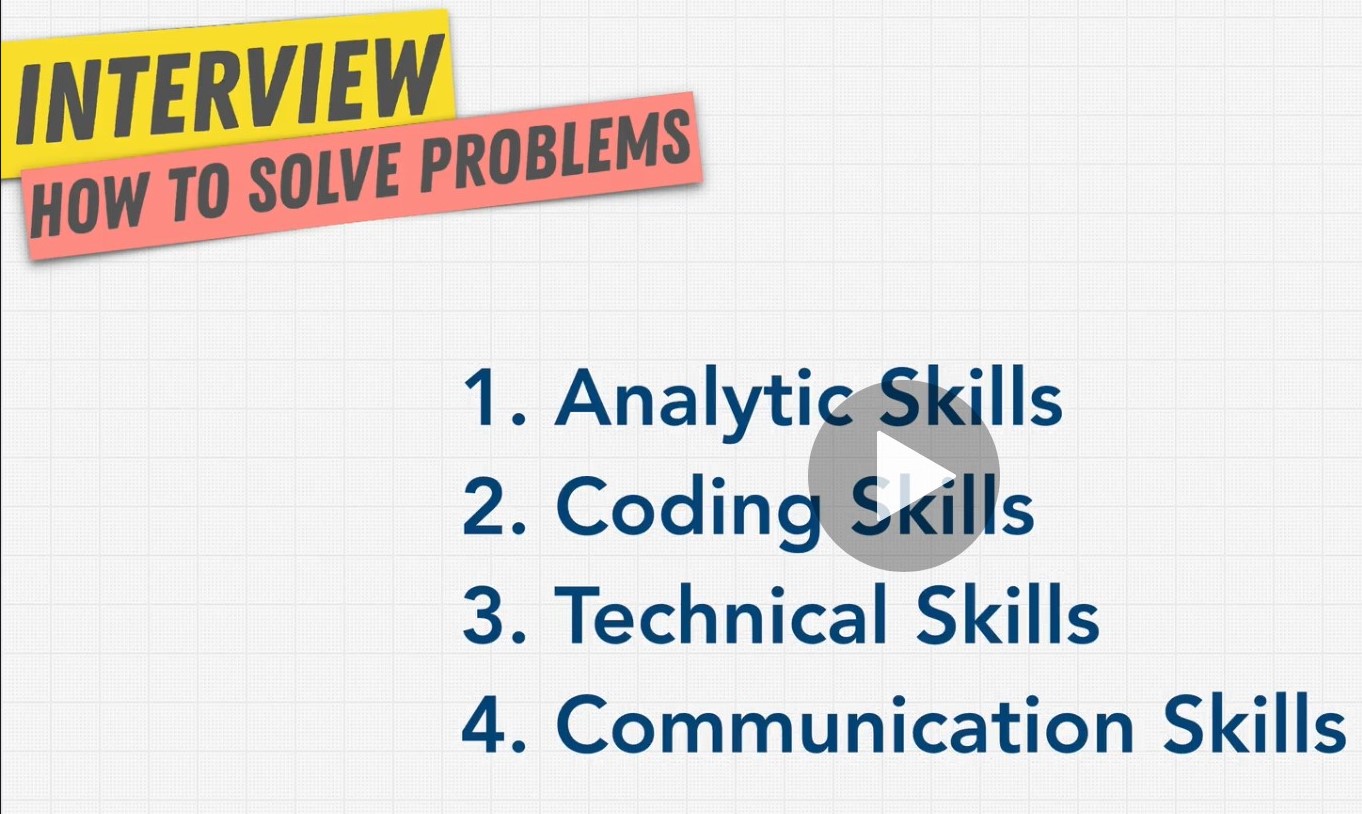 INTERVIEW
HOW TO SOLVE PROBLEMS
1. Analytic Skills
2. Coding Skills
3. Technical Skills
4. Communication Skills